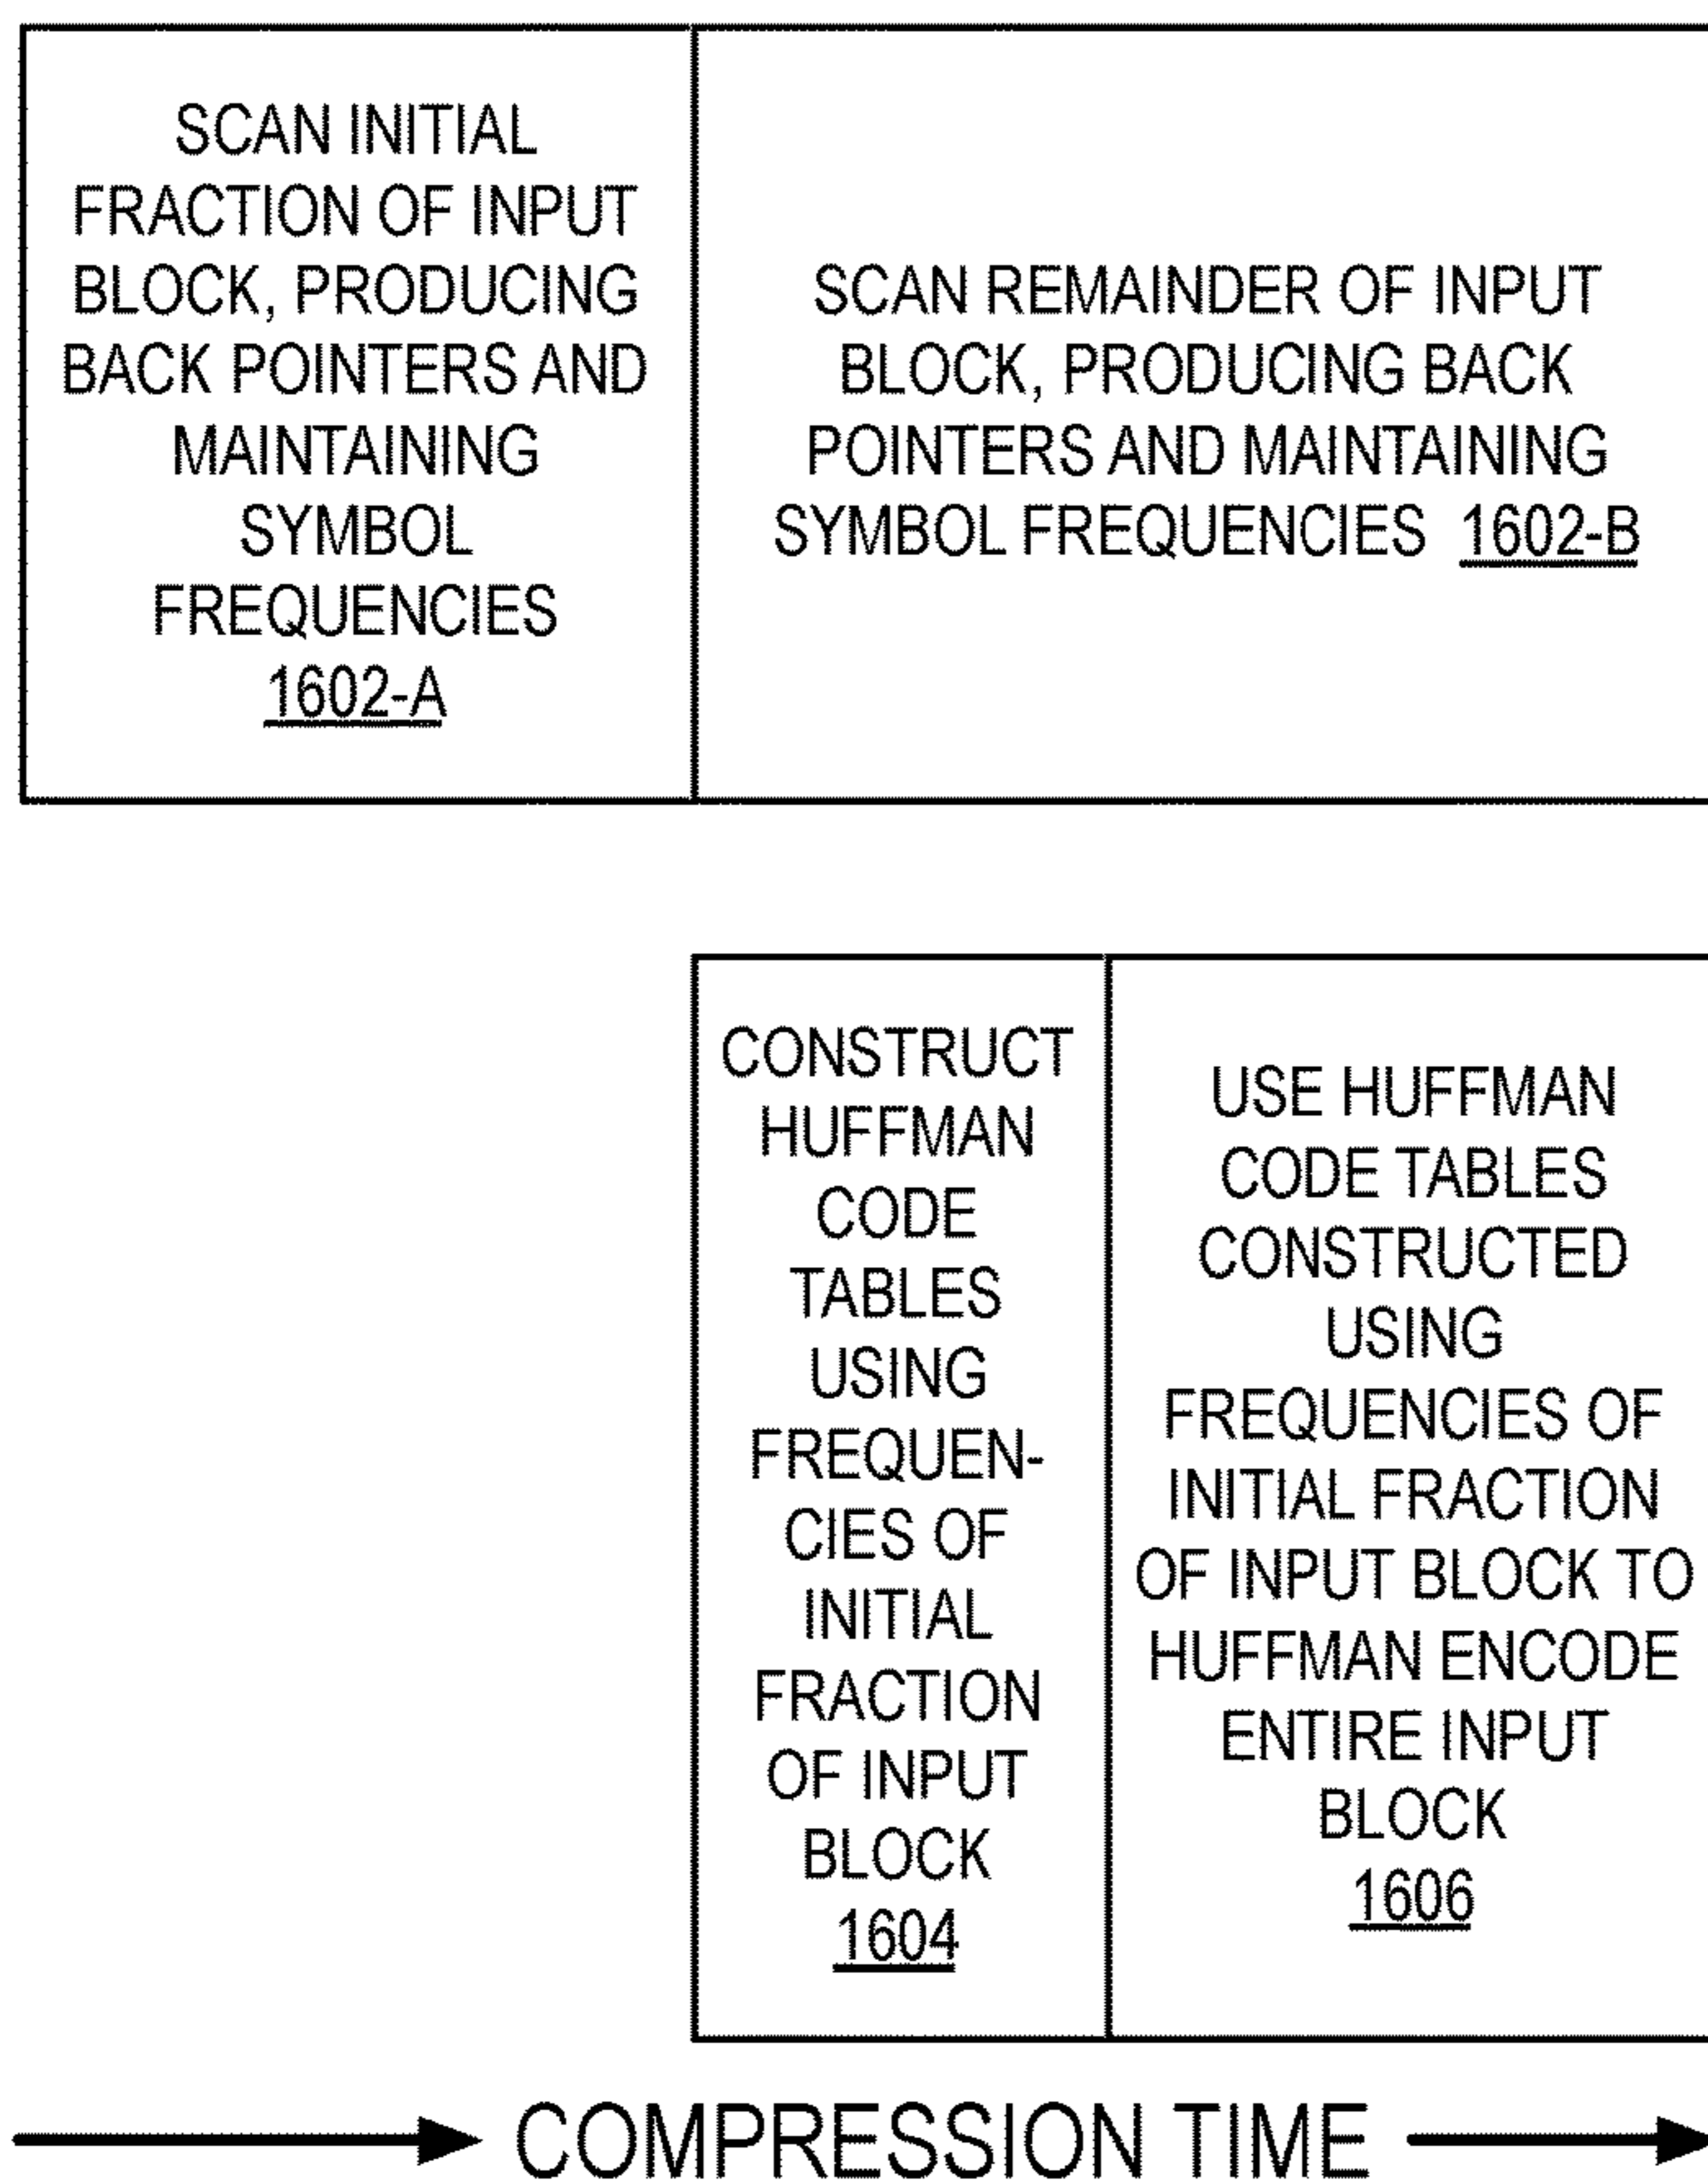 SCAN INITIAL
FRACTION OF INPUT
BLOCK, PRODUCING
BACK POINTERS AND
MAINTAINING
SYMBOL
FREQUENCIES
1602-A
SCAN REMAINDER OF INPUT
BLOCK, PRODUCING BACK
POINTERS AND MAINTAINING
SYMBOL FREQUENCIES 1602-B
CONSTRUCT
HUFFMAN
CODE
TABLES
USING
FREQUEN-
CIES OF
INITIAL
FRACTION
OF INPUT
BLOCK
1604
USE HUFFMAN
CODE TABLES
CONSTRUCTED
USING
FREQUENCIES OF
INITIAL FRACTION
OF INPUT BLOCK TO
HUFFMAN ENCODE
ENTIRE INPUT
BLOCK
1606
COMPRESSION TIME